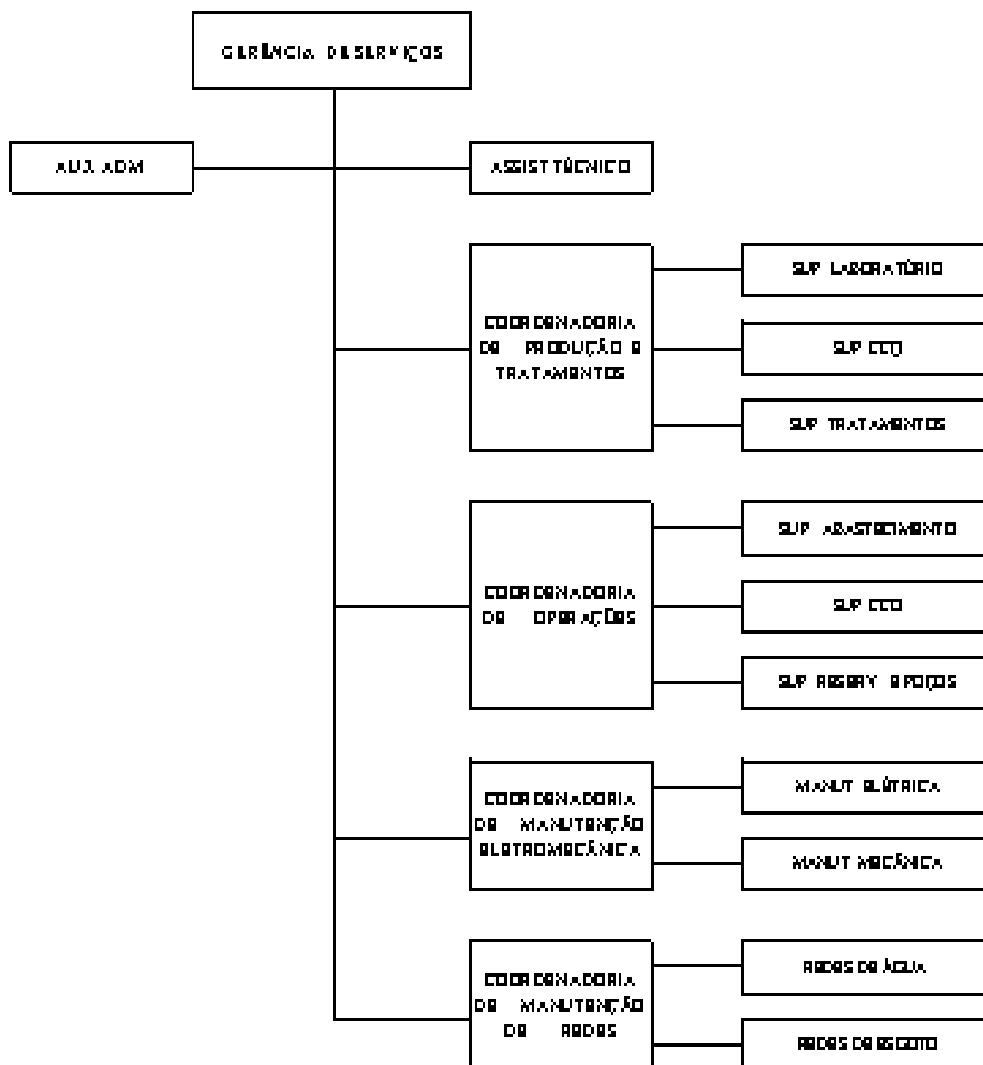 GERÊNCIA DE SERVIÇOS
AUX ADM
ASSIST TÉCNICO
COORDENADORIA
DE PRODUÇÃO E
TRATAMENTOS
SUP LABORATÓRIO
SUP CCQ
SUP TRATAMENTOS
COORDENADORIA
DE OPERAÇÕES
SUP ABASTECIMENTO
SUP CCO
SUP RESERV E POÇOS
COORDENADORIA
DE MANUTENÇÃO
ELETROMECÂNICA
MANUT ELÉTRICA
MANUT MECÂNICA
COORDENADORIA
DE MANUTENÇÃO
DE REDES
REDES DE ÁGUA
REDES DE ESGOTO